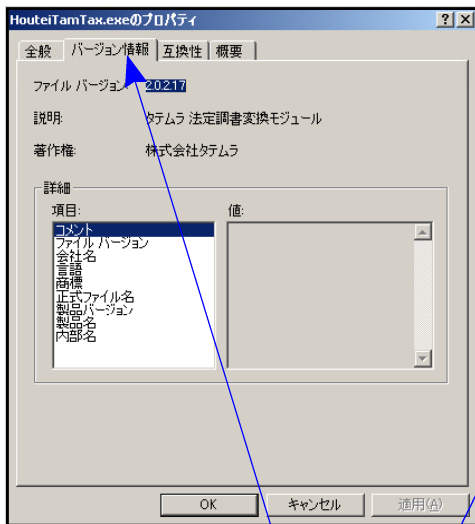 HouteiTamTax.exeのプロパティ
全般 バージョン情報 互換性 概要
ファイル バージョン: 2.0.2.17
説明: タテムラ 法定調書変換モジュール
著作権: 株式会社タテムラ
詳細
項目: 値:
コメント
ファイル バージョン
会社名
言語
商標
正式ファイル名
製品バージョン
製品名
内部名
OK キャンセル 適用(A)